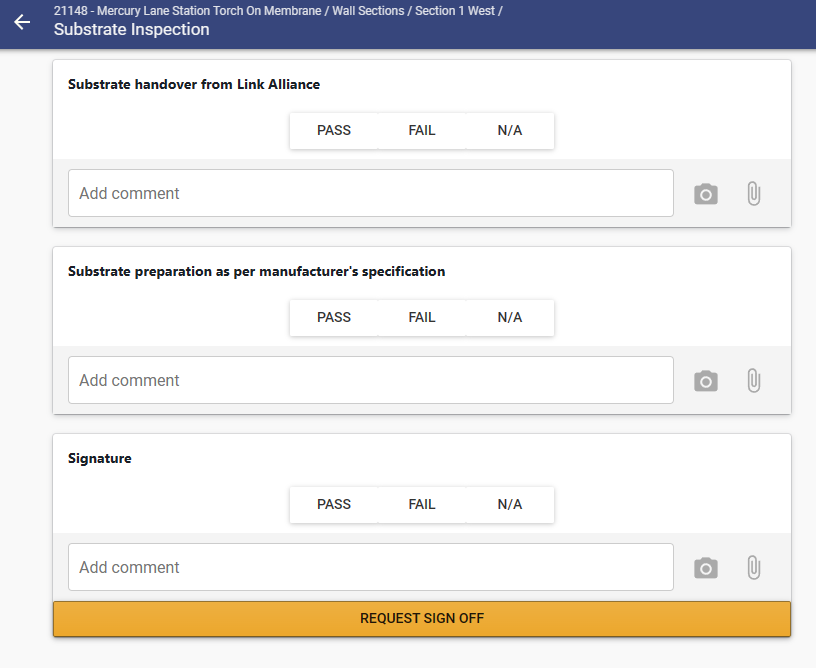 21148 - Mercury Lane Station Torch On Membrane / Wall Sections / Section 1 West /
Substrate Inspection
Substrate handover from Link Alliance
PASS FAIL N/A
Add comment
Substrate preparation as per manufacturer's specification
PASS FAIL N/A
Add comment
Signature
PASS FAIL N/A
Add comment
REQUEST SIGN OFF